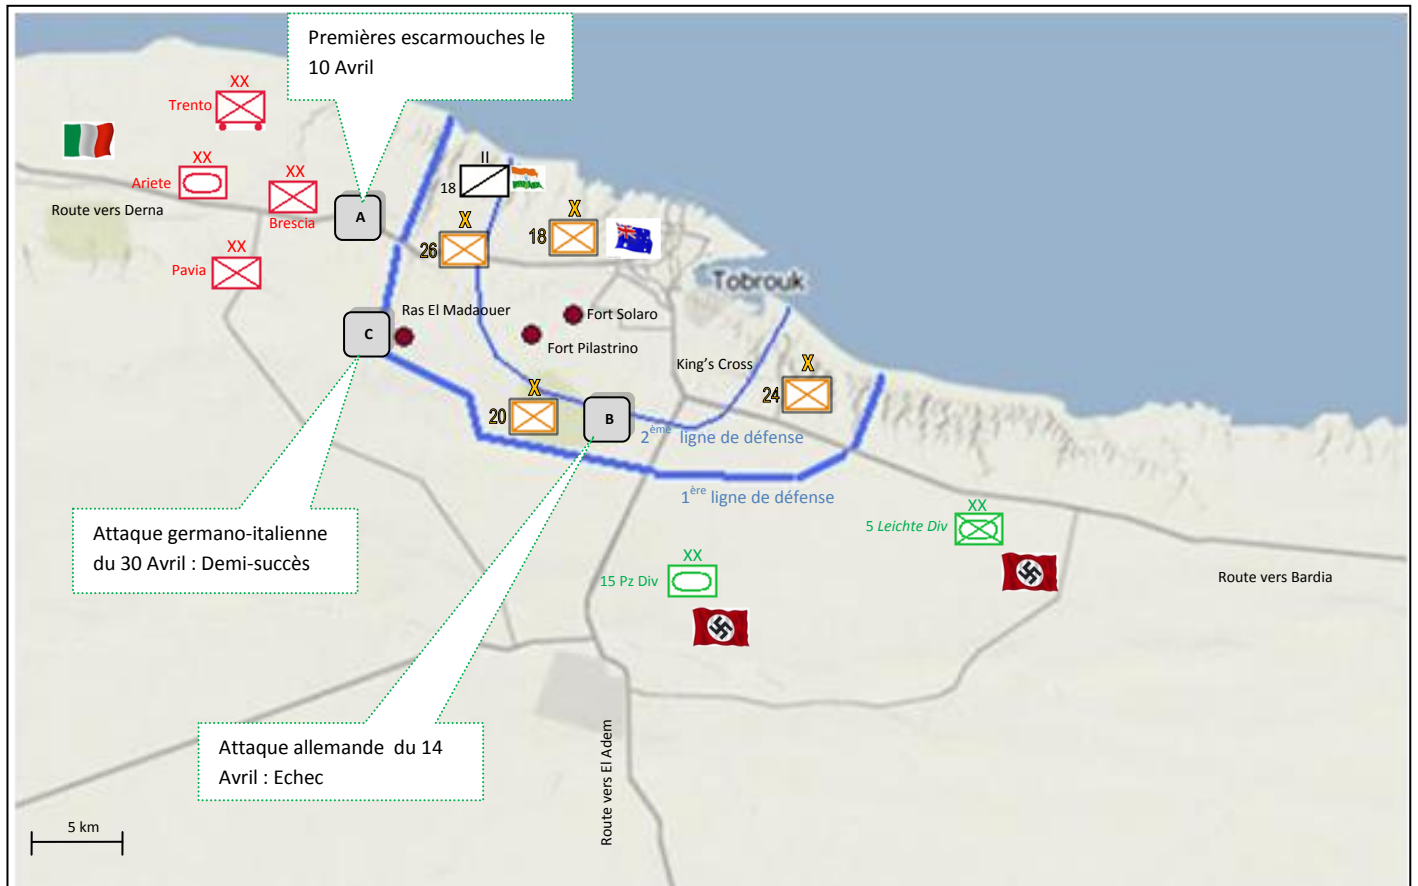 Premières escarmouches le
10 Avril
XX
Trento
XX
Ariete
XX
Brescia
Route vers Derna
XX
Pavia
A
II
18
X
26
X
18
Tobrouk
Ras El Madaouer
C
Fort Solaro
Fort Pilastrino
King's Cross
X
24
X
20
B
2ème ligne de défense
1ère ligne de défense
Attaque germano-italienne
du 30 Avril : Demi-succès
XX
5 Leichte Div
XX
15 Pz Div
Route vers Bardia
Attaque allemande du 14
Avril : Echec
Route vers El Adem
5 km